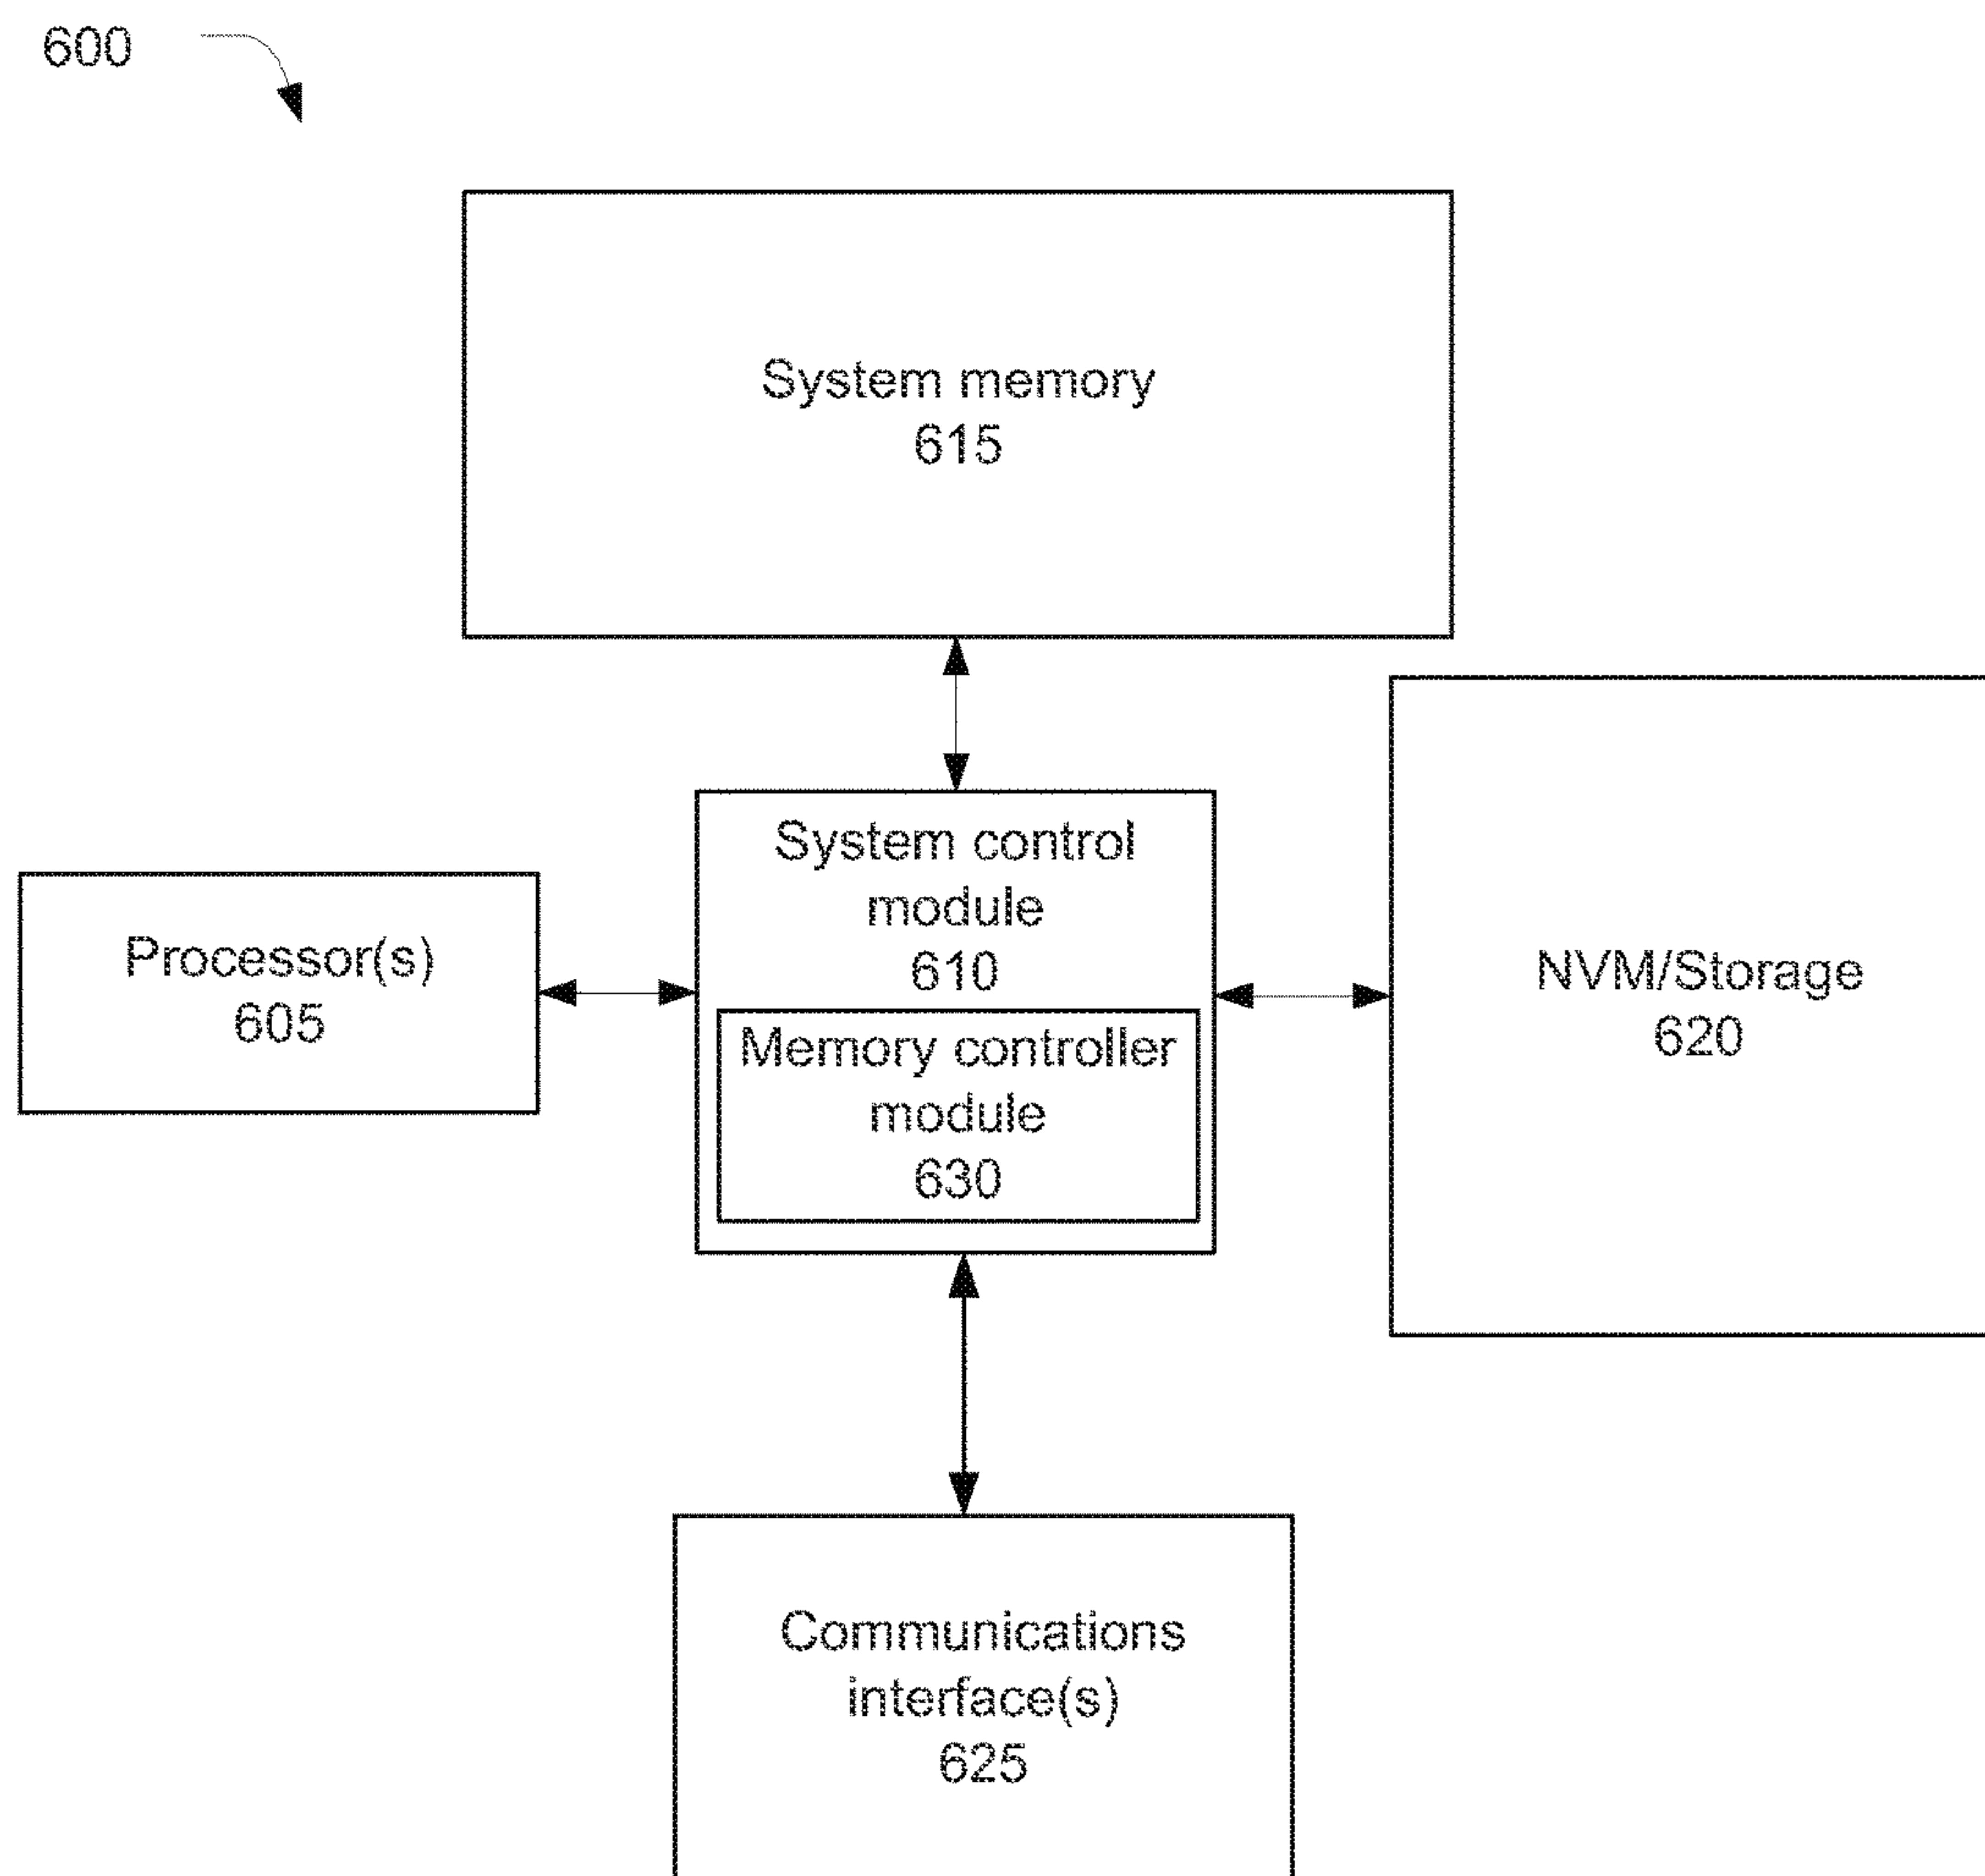 600
System memory
615
System control
module
610
Memory controller
module
630
Processor(s)
605
NVM/Storage
620
Communications
interface(s)
625